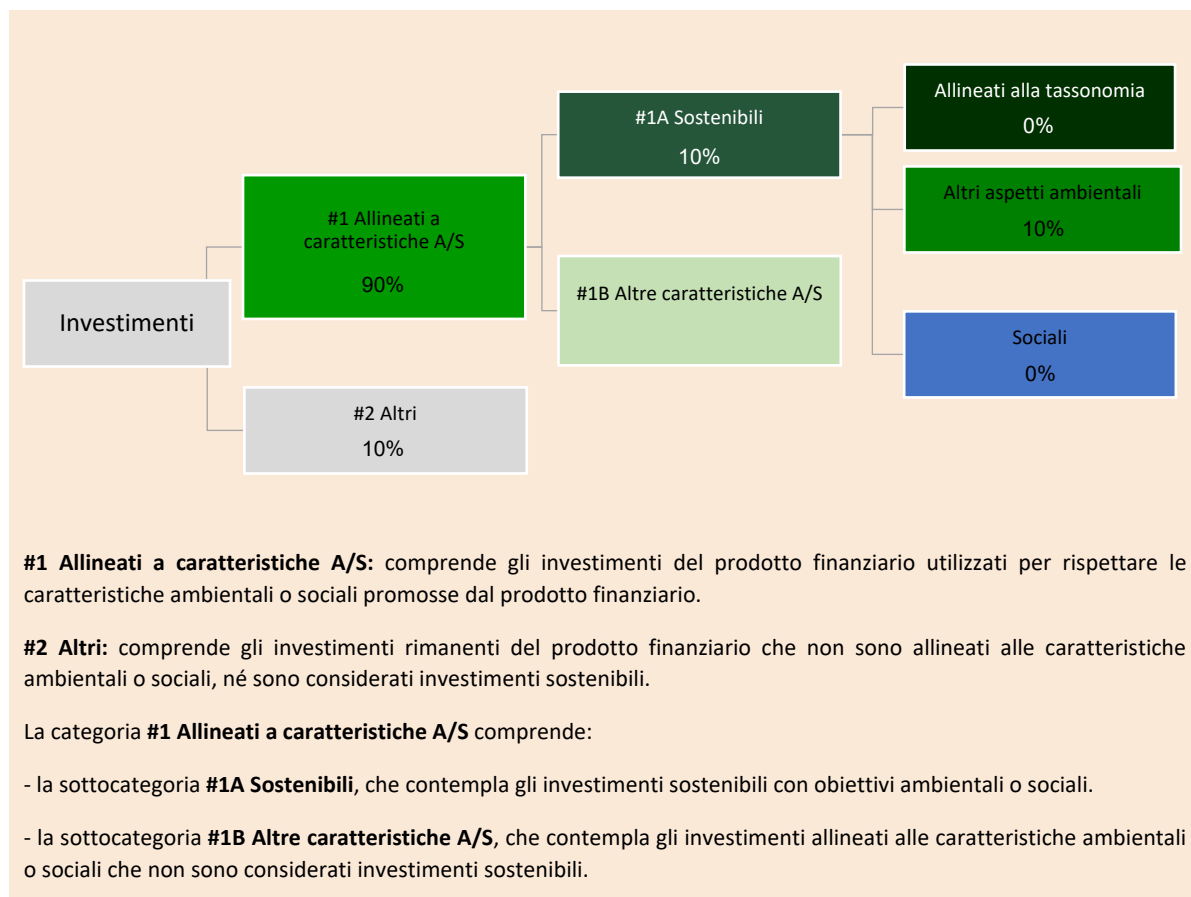 Allineati alla tassonomia
0%
#1A Sostenibili
10%
Altri aspetti ambientali
10%
#1 Allineati a
caratteristiche A/S
90%
#1B Altre caratteristiche A/S
Investimenti
Sociali
0%
#2 Altri
10%
#1 Allineati a caratteristiche A/S: comprende gli investimenti del prodotto finanziario utilizzati per rispettare le
caratteristiche ambientali o sociali promosse dal prodotto finanziario.
#2 Altri: comprende gli investimenti rimanenti del prodotto finanziario che non sono allineati alle caratteristiche
ambientali o sociali, né sono considerati investimenti sostenibili.
La categoria #1 Allineati a caratteristiche A/S comprende:
- la sottocategoria #1A Sostenibili, che contempla gli investimenti sostenibili con obiettivi ambientali o sociali.
- la sottocategoria #1B Altre caratteristiche A/S, che contempla gli investimenti allineati alle caratteristiche ambientali
o sociali che non sono considerati investimenti sostenibili.